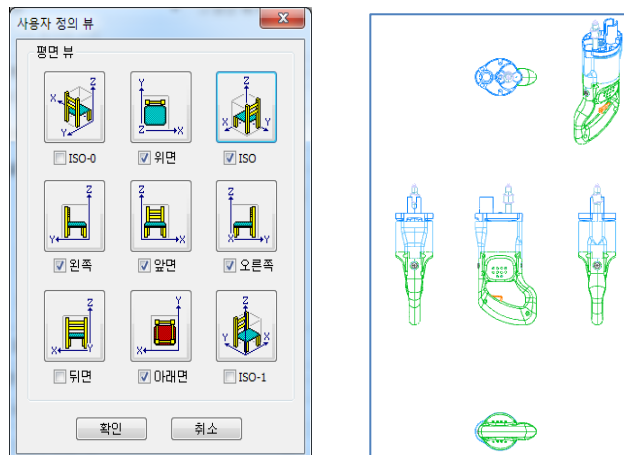 사용자 정의 뷰
평면 뷰
Z X Y
Y Z X
Z X Y
ISO-0
위면
ISO
Z Y
Z X
Z X
왼쪽
앞면
오른쪽
Z X Y
Y X
Z Y X
뒤면
아래면
ISO-1
확인
취소